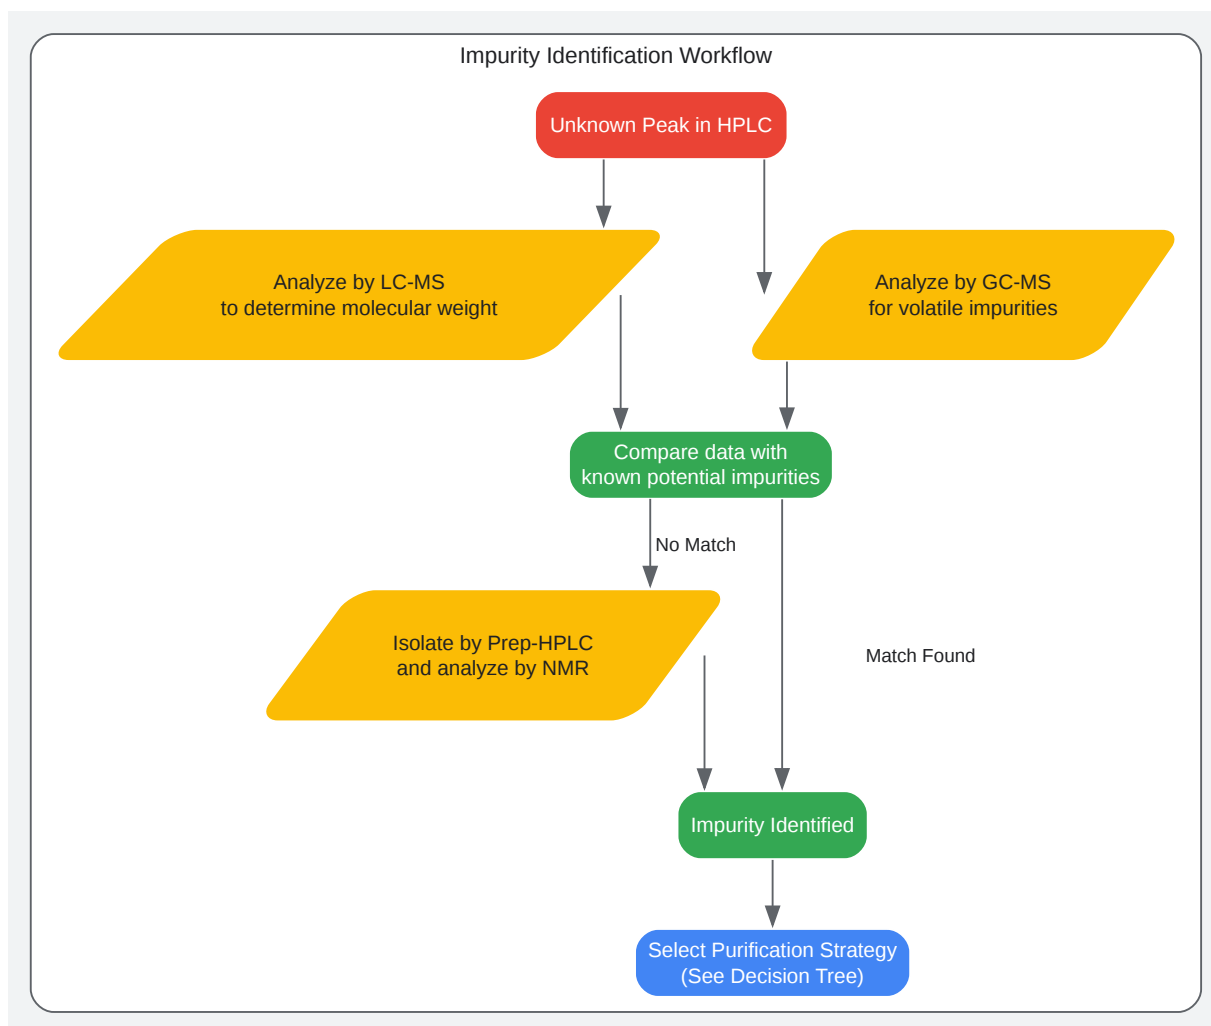 Impurity Identification Workflow
Unknown Peak in HPLC
Analyze by LC-MS
to determine molecular weight
Analyze by GC-MS
for volatile impurities
Compare data with
known potential impurities
No Match
Isolate by Prep-HPLC
and analyze by NMR
Match Found
Impurity Identified
Select Purification Strategy
(See Decision Tree)